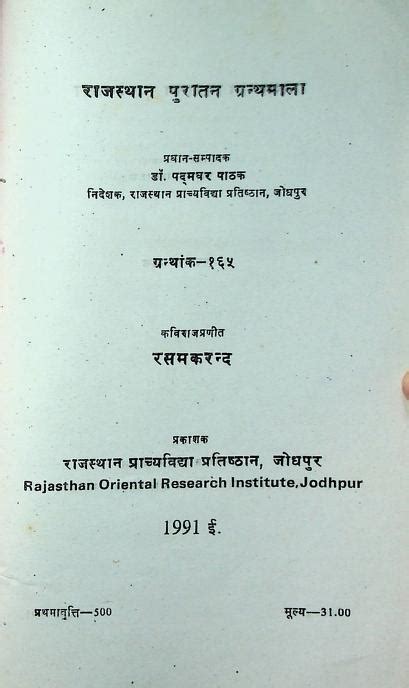 राजस्थान पुरातन ग्रन्थमाला
प्रधान-सम्पादक
डॉ. पद्मधर पाठक
निदेशक, राजस्थान प्राच्यविद्या प्रतिष्ठान, जोधपुर
ग्रन्थांक-१६५
कविराजप्रणीत
रसमकरन्द
प्रकाशक
राजस्थान प्राच्यविद्या प्रतिष्ठान, जोधपुर
Rajasthan Oriental Research Institute, Jodhpur
1991 ई.
प्रथमावृत्ति—500 मूल्य—31.00